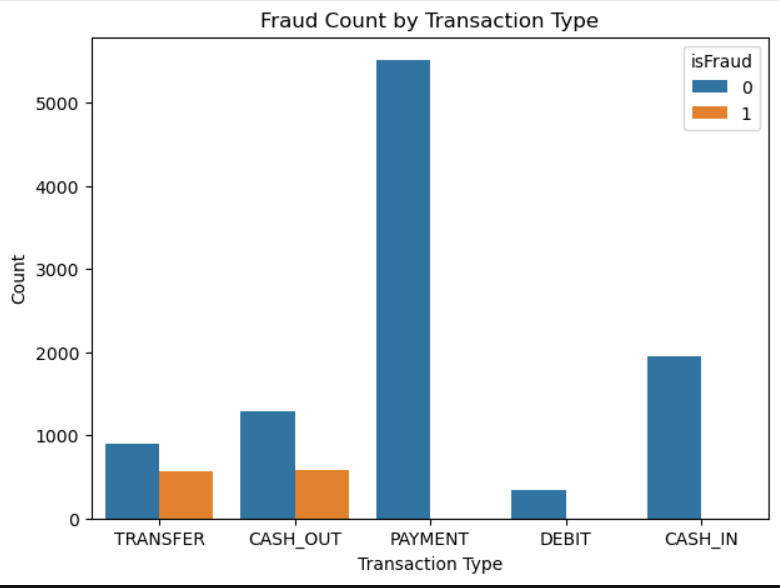 Fraud Count by Transaction Type
isFraud
0
1
5000
4000
3000
2000
1000
0
Count
TRANSFER CASH_OUT PAYMENT DEBIT CASH_IN
Transaction Type